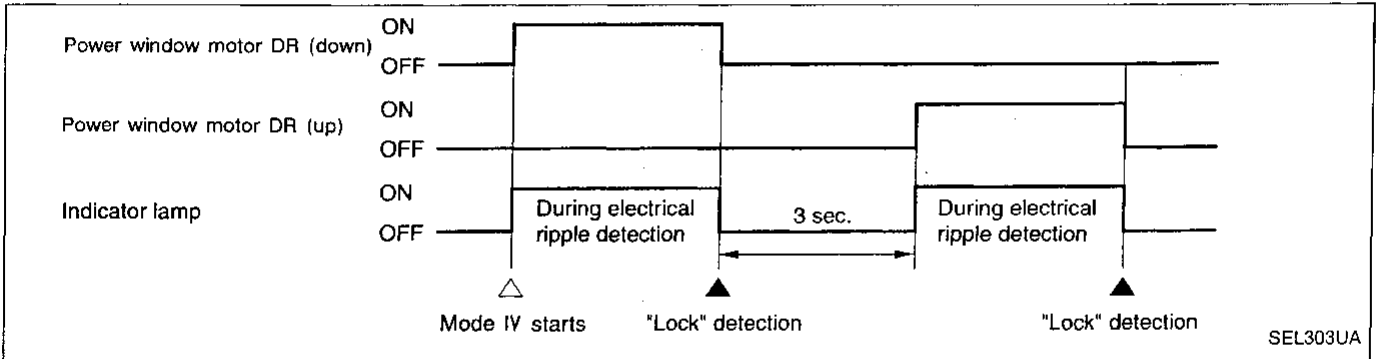 ON
Power window motor DR (down)
OFF
ON
Power window motor DR (up)
OFF
ON
Indicator lamp
OFF
During electrical
ripple detection
3 sec.
During electrical
ripple detection
Mode IV starts
"Lock" detection
"Lock" detection
SEL303UA